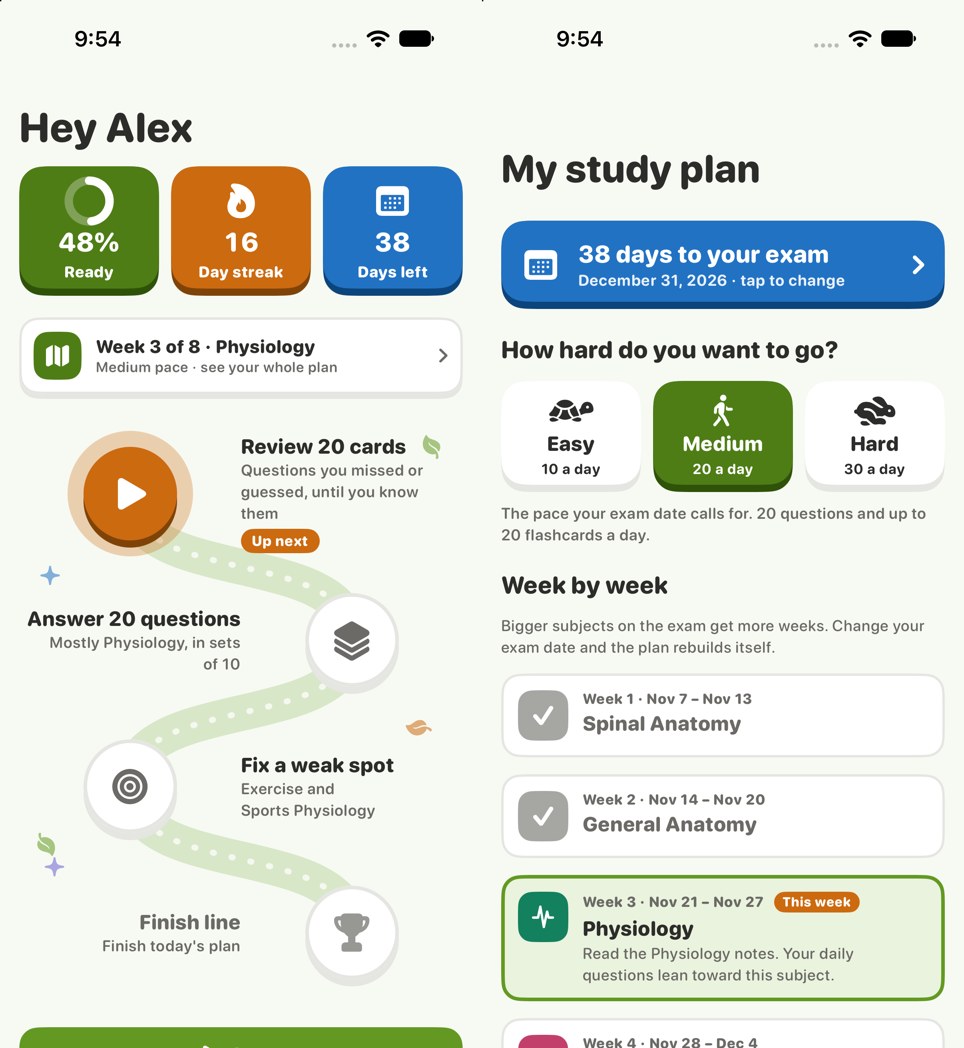 9:54
Hey Alex
48%
Ready
16
Day streak
38
Days left
Week 3 of 8 · Physiology
Medium pace · see your whole plan
Review 20 cards
Questions you missed or
guessed, until you know
them
Up next
Answer 20 questions
Mostly Physiology, in sets
of 10
Fix a weak spot
Exercise and
Sports Physiology
Finish line
Finish today's plan
9:54
My study plan
38 days to your exam
December 31, 2026 · tap to change
How hard do you want to go?
Easy
10 a day
Medium
20 a day
Hard
30 a day
The pace your exam date calls for. 20 questions and up to
20 flashcards a day.
Week by week
Bigger subjects on the exam get more weeks. Change your
exam date and the plan rebuilds itself.
Week 1 · Nov 7 – Nov 13
Spinal Anatomy
Week 2 · Nov 14 – Nov 20
General Anatomy
Week 3 · Nov 21 – Nov 27
This week
Physiology
Read the Physiology notes. Your daily
questions lean toward this subject.
Week 4 · Nov 28 – Dec 4